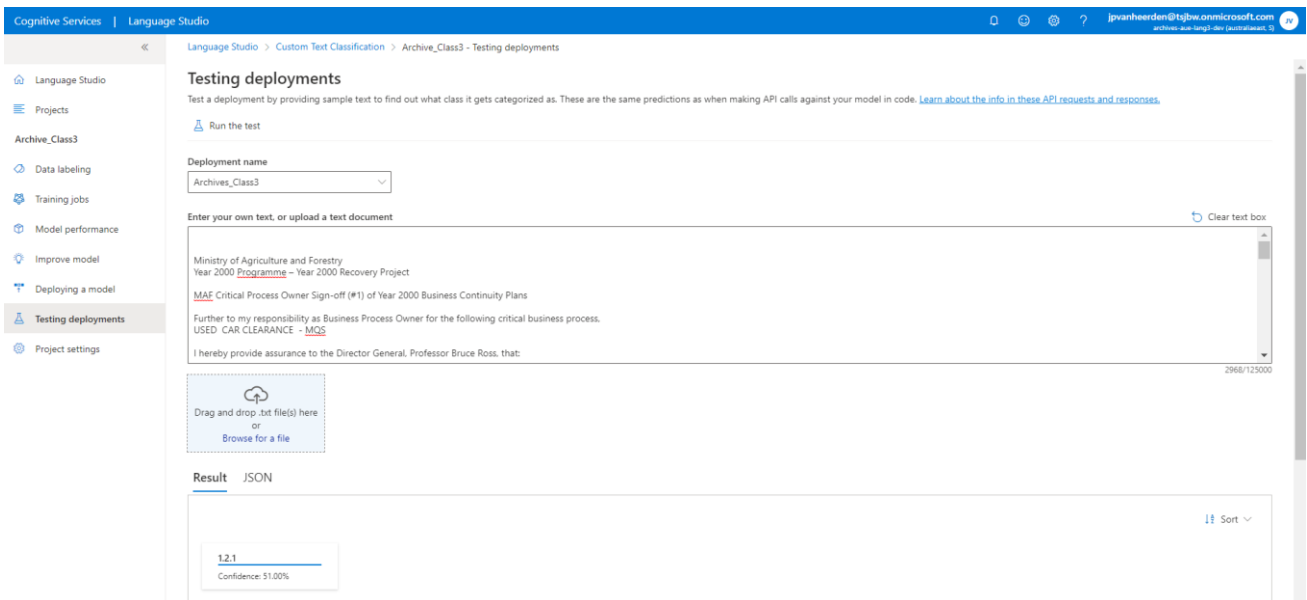 Cognitive Services | Language Studio
jpvanheerden@tsjbw.onmicrosoft.com
archives-aue-lang3-dev (australiaeast, S)
JV
Language Studio > Custom Text Classification > Archive_Class3 - Testing deployments
Language Studio
Projects
Archive_Class3
Data labeling
Training jobs
Model performance
Improve model
Deploying a model
Testing deployments
Project settings
Testing deployments
Test a deployment by providing sample text to find out what class it gets categorized as. These are the same predictions as when making API calls against your model in code. Learn about the info in these API requests and responses.
Run the test
Deployment name
Archives_Class3
Enter your own text, or upload a text document
Clear text box
Ministry of Agriculture and Forestry
Year 2000 Programme – Year 2000 Recovery Project
MAF Critical Process Owner Sign-off (#1) of Year 2000 Business Continuity Plans
Further to my responsibility as Business Process Owner for the following critical business process,
USED CAR CLEARANCE - MQS
I hereby provide assurance to the Director General, Professor Bruce Ross, that:
2968/125000
Drag and drop .txt file(s) here
or
Browse for a file
Result JSON
Sort
1.2.1
Confidence: 51.00%